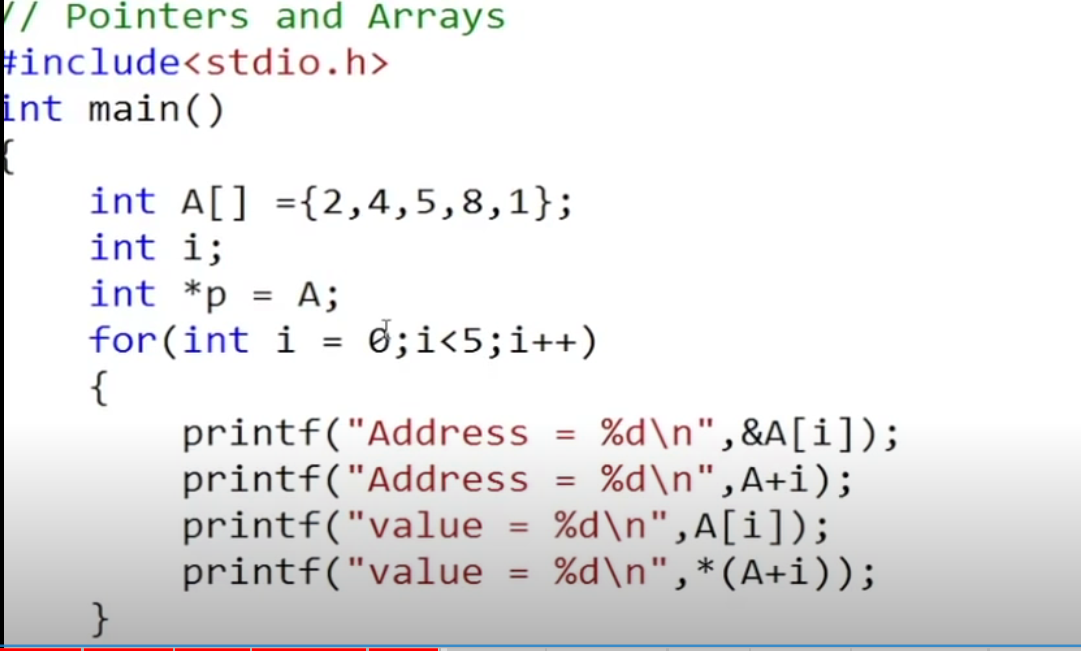 // Pointers and Arrays
#include<stdio.h>
int main()
{
    int A[] ={2,4,5,8,1};
    int i;
    int *p = A;
    for(int i = 0;i<5;i++)
    {
        printf("Address = %d\n",&A[i]);
        printf("Address = %d\n",A+i);
        printf("value = %d\n",A[i]);
        printf("value = %d\n",*(A+i));
    }